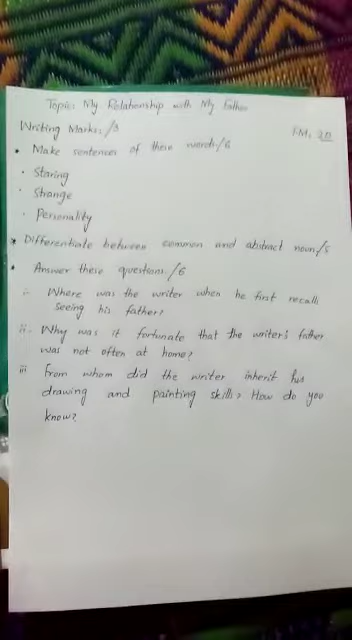 Topic: My Relationship with My Father
Writing Marks:/3 F.M: 20
• Make sentences of these words/6
· Staring
· Strange
· Personality
• Differentiate between common and abstract noun/5
• Answer these questions/6
i. Where was the writer when he first recalls
seeing his father?
ii. Why was it fortunate that the writer's father
was not often at home?
iii From whom did the writer inherit his
drawing and painting skills? How do you
know?